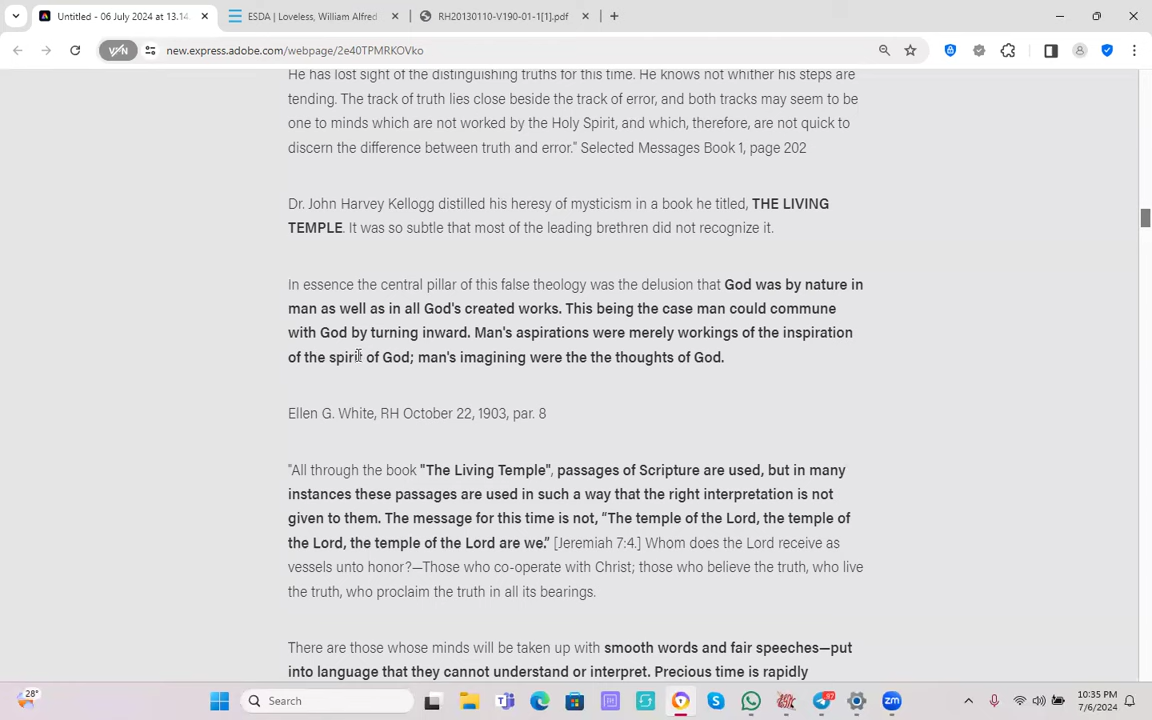 Untitled - 06 July 2024 at 13.14.
ESDA | Loveless, William Alfred
RH20130110-V190-01-1[1].pdf
VPN
new.express.adobe.com/webpage/2e40TPMRKOVko
He has lost sight of the distinguishing truths for this time. He knows not whither his steps are
tending. The track of truth lies close beside the track of error, and both tracks may seem to be
one to minds which are not worked by the Holy Spirit, and which, therefore, are not quick to
discern the difference between truth and error." Selected Messages Book 1, page 202
Dr. John Harvey Kellogg distilled his heresy of mysticism in a book he titled, THE LIVING
TEMPLE. It was so subtle that most of the leading brethren did not recognize it.
In essence the central pillar of this false theology was the delusion that God was by nature in
man as well as in all God's created works. This being the case man could commune
with God by turning inward. Man's aspirations were merely workings of the inspiration
of the spirit of God; man's imagining were the the thoughts of God.
Ellen G. White, RH October 22, 1903, par. 8
"All through the book "The Living Temple", passages of Scripture are used, but in many
instances these passages are used in such a way that the right interpretation is not
given to them. The message for this time is not, “The temple of the Lord, the temple of
the Lord, the temple of the Lord are we.” [Jeremiah 7:4.] Whom does the Lord receive as
vessels unto honor?—Those who co-operate with Christ; those who believe the truth, who live
the truth, who proclaim the truth in all its bearings.
There are those whose minds will be taken up with smooth words and fair speeches—put
into language that they cannot understand or interpret. Precious time is rapidly
28°
Search
97
zm
10:35 PM
7/6/2024